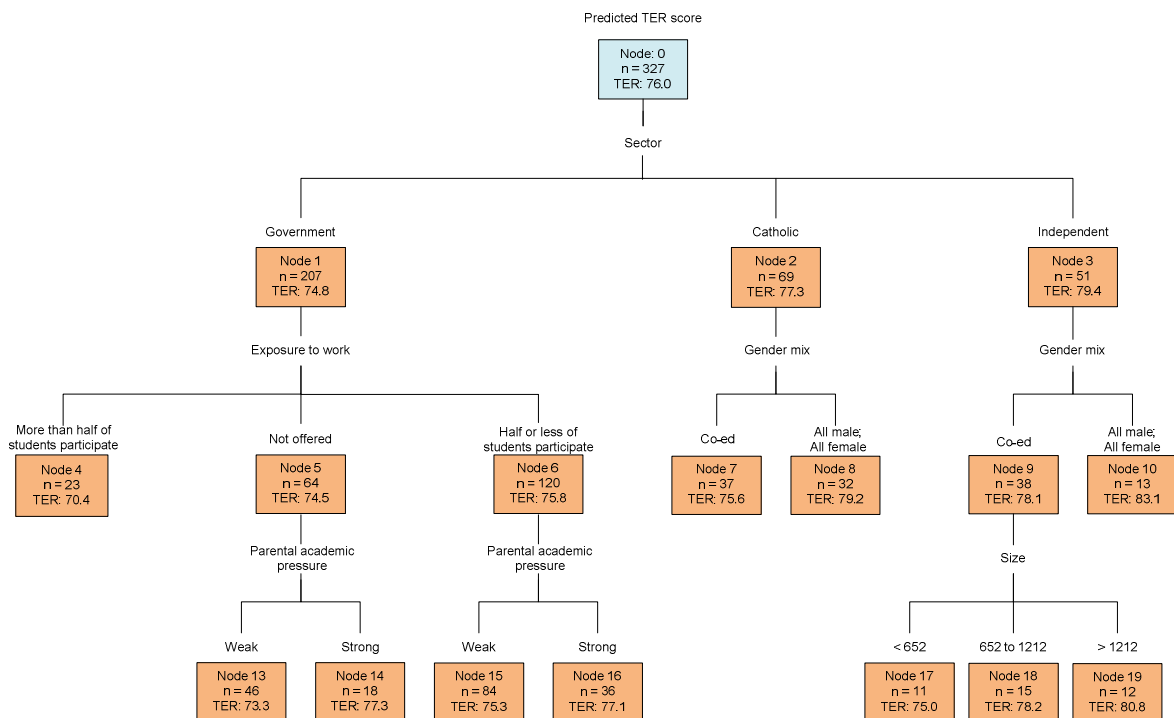 Predicted TER score
Node: 0
n = 327
TER: 76.0
Sector
Government
Catholic
Independent
Node 1
n = 207
TER: 74.8
Node 2
n = 69
TER: 77.3
Node 3
n = 51
TER: 79.4
Exposure to work
Gender mix
Gender mix
More than half of
students participate
Not offered
Half or less of
students participate
Co-ed
All male;
All female
Co-ed
All male;
All female
Node 4
n = 23
TER: 70.4
Node 5
n = 64
TER: 74.5
Node 6
n = 120
TER: 75.8
Node 7
n = 37
TER: 75.6
Node 8
n = 32
TER: 79.2
Node 9
n = 38
TER: 78.1
Node 10
n = 13
TER: 83.1
Parental academic
pressure
Parental academic
pressure
Size
Weak
Strong
Weak
Strong
< 652
652 to 1212
> 1212
Node 13
n = 46
TER: 73.3
Node 14
n = 18
TER: 77.3
Node 15
n = 84
TER: 75.3
Node 16
n = 36
TER: 77.1
Node 17
n = 11
TER: 75.0
Node 18
n = 15
TER: 78.2
Node 19
n = 12
TER: 80.8